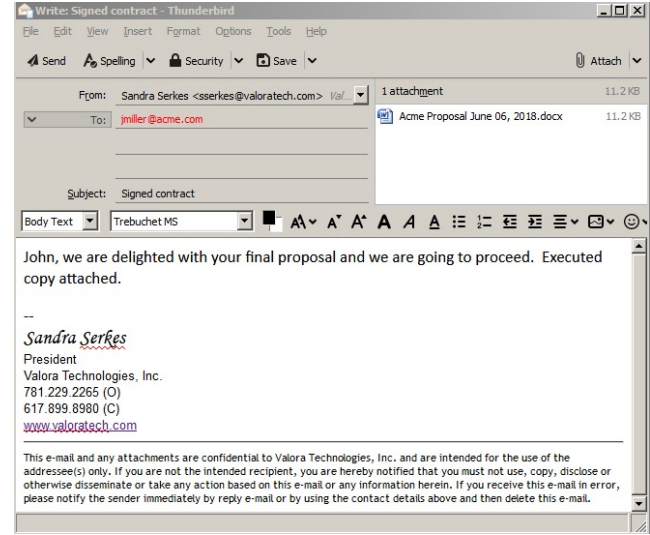 Write: Signed contract - Thunderbird
File Edit View Insert Format Options Tools Help
Send Spelling Security Save Attach
From: Sandra Serkes <sserkes@valoratech.com> Val...
1 attachment 11.2 KB
To: jmiller@acme.com
Acme Proposal June 06, 2018.docx 11.2 KB
Subject: Signed contract
Body Text Trebuchet MS
John, we are delighted with your final proposal and we are going to proceed. Executed
copy attached.
--
Sandra Serkes
President
Valora Technologies, Inc.
781.229.2265 (O)
617.899.8980 (C)
www.valoratech.com
This e-mail and any attachments are confidential to Valora Technologies, Inc. and are intended for the use of the
addressee(s) only. If you are not the intended recipient, you are hereby notified that you must not use, copy, disclose or
otherwise disseminate or take any action based on this e-mail or any information herein. If you receive this e-mail in error,
please notify the sender immediately by reply e-mail or by using the contact details above and then delete this e-mail.